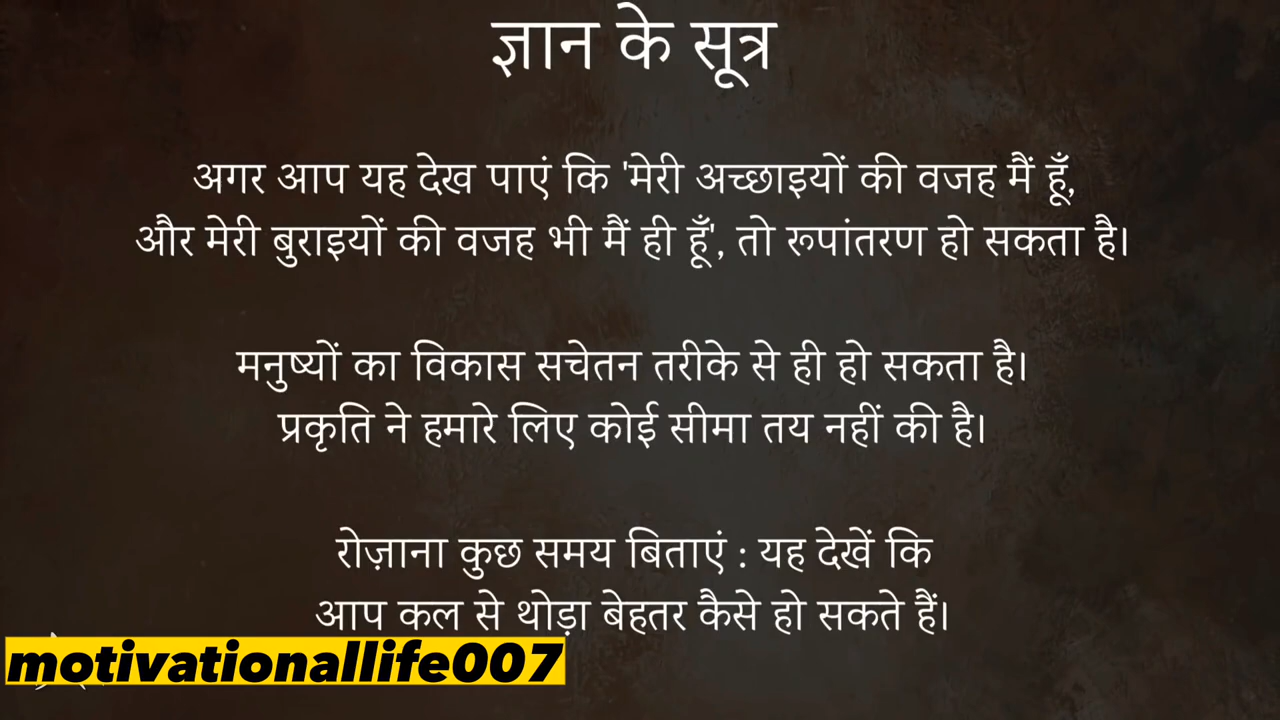 ज्ञान के सूत्र
अगर आप यह देख पाएं कि 'मेरी अच्छाइयों की वजह मैं हूँ,
और मेरी बुराइयों की वजह भी मैं ही हूँ', तो रूपांतरण हो सकता है।
मनुष्यों का विकास सचेतन तरीके से ही हो सकता है।
प्रकृति ने हमारे लिए कोई सीमा तय नहीं की है।
रोज़ाना कुछ समय बिताएं : यह देखें कि
आप कल से थोड़ा बेहतर कैसे हो सकते हैं।
motivationallife007